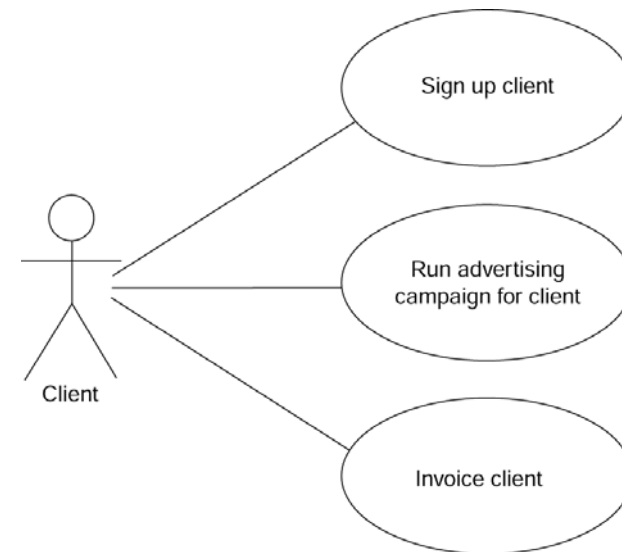 Sign up client
Run advertising
campaign for client
Client
Invoice client